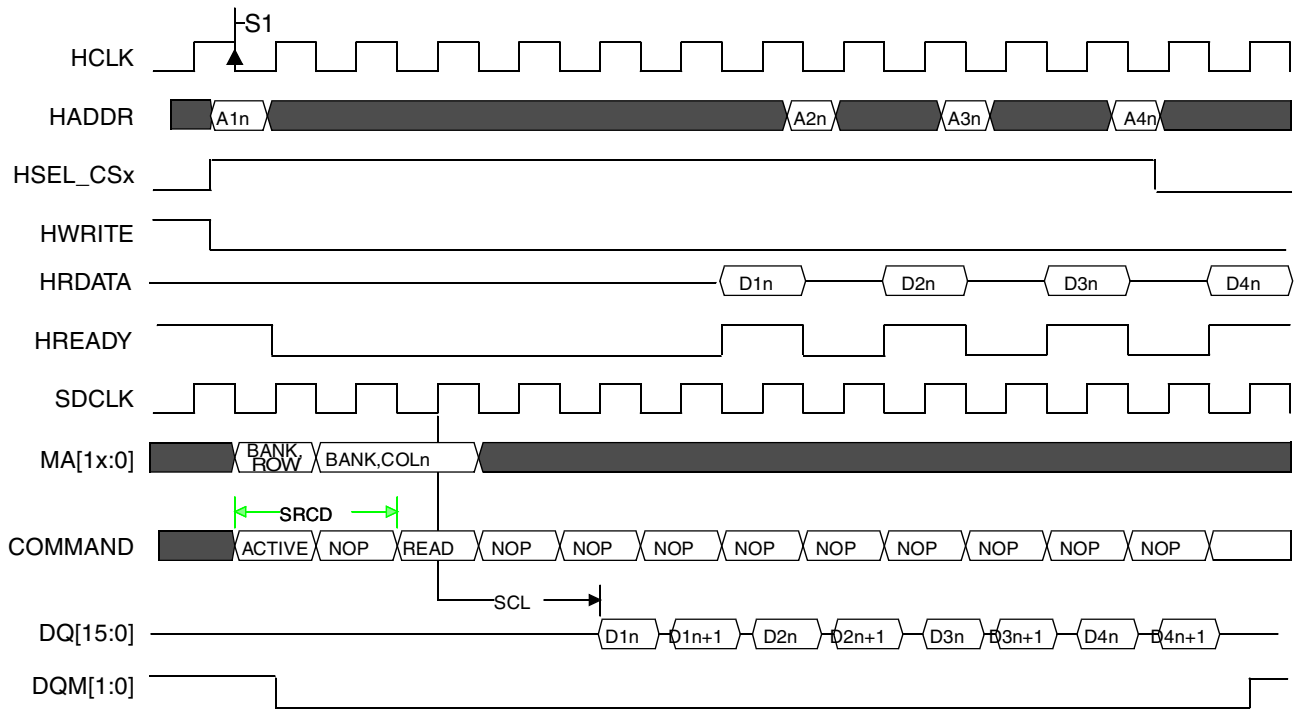 S1
HCLK
HADDR A1n A2n A3n A4n
HSEL_CSx
HWRITE
HRDATA D1n D2n D3n D4n
HREADY
SDCLK
MA[1x:0] BANK, ROW BANK,COLn
SRCD
COMMAND ACTIVE NOP READ NOP NOP NOP NOP NOP NOP NOP NOP NOP
SCL
DQ[15:0] D1n D1n+1 D2n D2n+1 D3n D3n+1 D4n D4n+1
DQM[1:0]